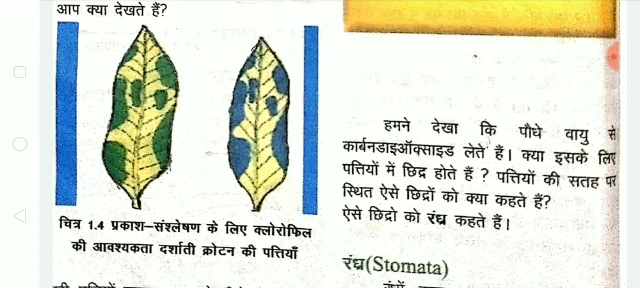 आप क्या देखते हैं?
चित्र 1.4 प्रकाश-संश्लेषण के लिए क्लोरोफिल
की आवश्यकता दर्शाती क्रोटन की पत्तियाँ
हमने देखा कि पौधे वायु से
कार्बनडाइऑक्साइड लेते हैं। क्या इसके लिए
पत्तियों में छिद्र होते हैं ? पत्तियों की सतह पर
स्थित ऐसे छिद्रों को क्या कहते हैं?
ऐसे छिद्रो को रंध्र कहते हैं।
रंध्र(Stomata)